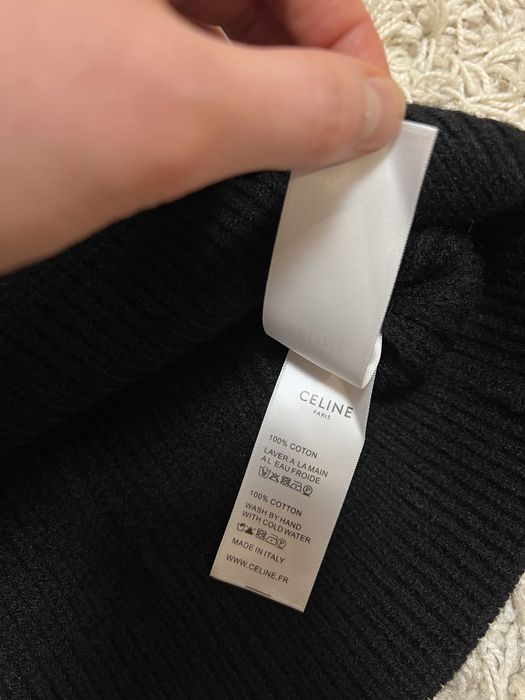 CELINE
PARIS
100% COTON
LAVER A LA MAIN
A L EAU FROIDE
100% COTTON
WASH BY HAND
WITH COLD WATER
MADE IN ITALY
WWW.CELINE.FR